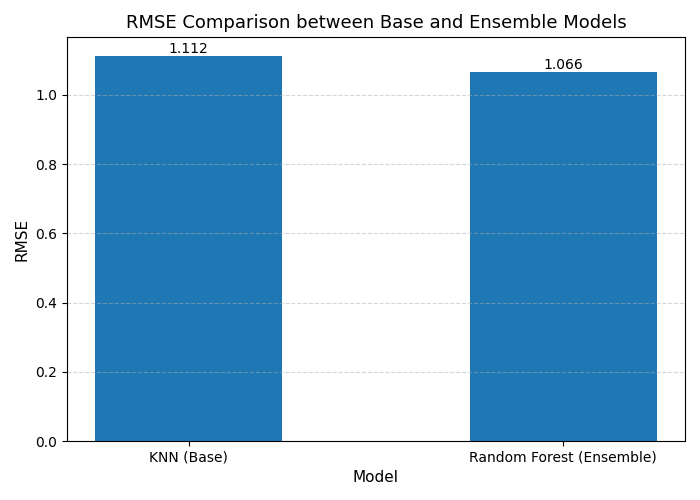 RMSE Comparison between Base and Ensemble Models
1.112
1.066
1.0
0.8
0.6
0.4
0.2
0.0
RMSE
KNN (Base)
Random Forest (Ensemble)
Model